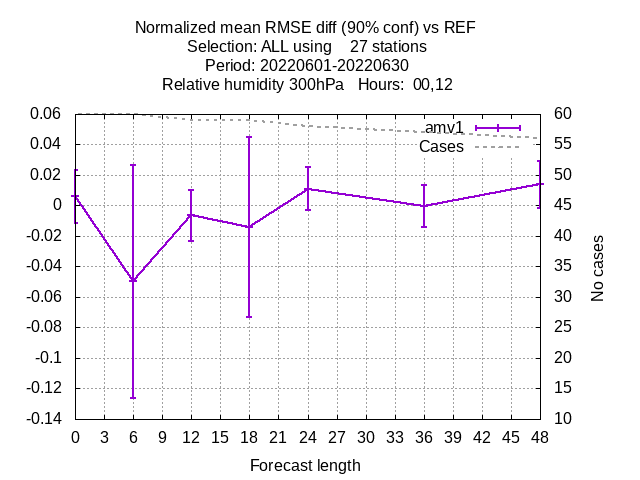 Normalized mean RMSE diff (90% conf) vs REF
Selection: ALL using    27 stations
Period: 20220601-20220630
Relative humidity 300hPa   Hours:  00,12
0.06
0.04
0.02
0
-0.02
-0.04
-0.06
-0.08
-0.1
-0.12
-0.14
amv1
Cases
60
55
50
45
40
35
30
25
20
15
10
No cases
0 3 6 9 12 15 18 21 24 27 30 33 36 39 42 45 48
Forecast length